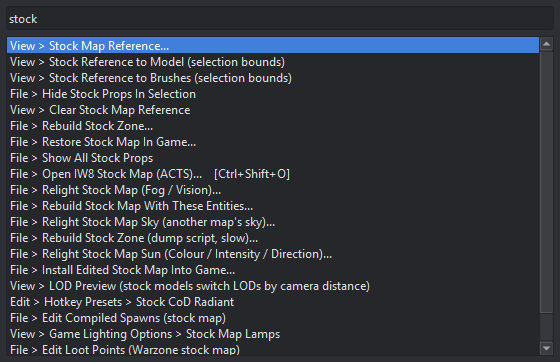 stock
View > Stock Map Reference...
View > Stock Reference to Model (selection bounds)
View > Stock Reference to Brushes (selection bounds)
File > Hide Stock Props In Selection
View > Clear Stock Map Reference
File > Rebuild Stock Zone...
File > Restore Stock Map In Game...
File > Show All Stock Props
File > Open IW8 Stock Map (ACTS)... [Ctrl+Shift+O]
File > Relight Stock Map (Fog / Vision)...
File > Rebuild Stock Map With These Entities...
File > Relight Stock Map Sky (another map's sky)...
File > Rebuild Stock Zone (dump script, slow)...
File > Relight Stock Map Sun (Colour / Intensity / Direction)...
File > Install Edited Stock Map Into Game...
View > LOD Preview (stock models switch LODs by camera distance)
Edit > Hotkey Presets > Stock CoD Radiant
File > Edit Compiled Spawns (stock map)
View > Game Lighting Options > Stock Map Lamps
File > Edit Loot Points (Warzone stock map)